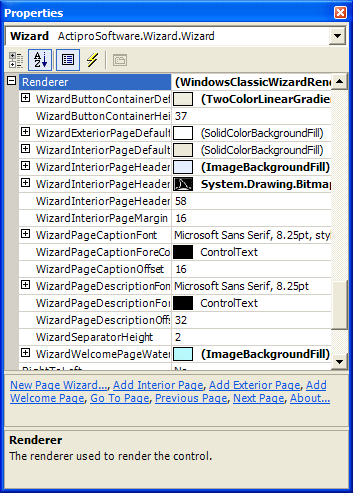 Properties
Wizard ActiproSoftware.Wizard.Wizard
Renderer (WindowsClassicWizardRend
WizardButtonContainerDef (TwoColorLinearGradie
WizardButtonContainerHei 37
WizardExteriorPageDefault (SolidColorBackgroundFill)
WizardInteriorPageDefault (SolidColorBackgroundFill)
WizardInteriorPageHeader (ImageBackgroundFill)
WizardInteriorPageHeader System.Drawing.Bitmap
WizardInteriorPageHeader 58
WizardInteriorPageMargin 16
WizardPageCaptionFont Microsoft Sans Serif, 8.25pt, style
WizardPageCaptionForeCo ControlText
WizardPageCaptionOffset 16
WizardPageDescriptionFon Microsoft Sans Serif, 8.25pt
WizardPageDescriptionFor ControlText
WizardPageDescriptionOffs 32
WizardSeparatorHeight 2
WizardWelcomePageWater (ImageBackgroundFill)
RightToLeft No
New Page Wizard..., Add Interior Page, Add Exterior Page, Add
Welcome Page, Go To Page, Previous Page, Next Page, About...
Renderer
The renderer used to render the control.